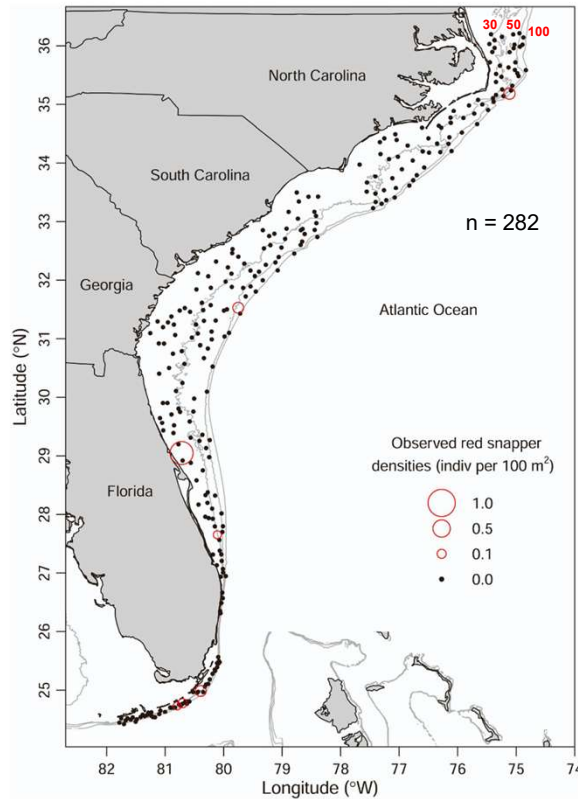 30 50 100
36
North Carolina
35
34
South Carolina
33
n = 282
32
Georgia
Atlantic Ocean
31
Latitude (°N)
30
29
Observed red snapper
densities (indiv per 100 m²)
Florida
1.0
28
0.5
0.1
27
0.0
26
25
82 81 80 79 78 77 76 75 74
Longitude (°W)